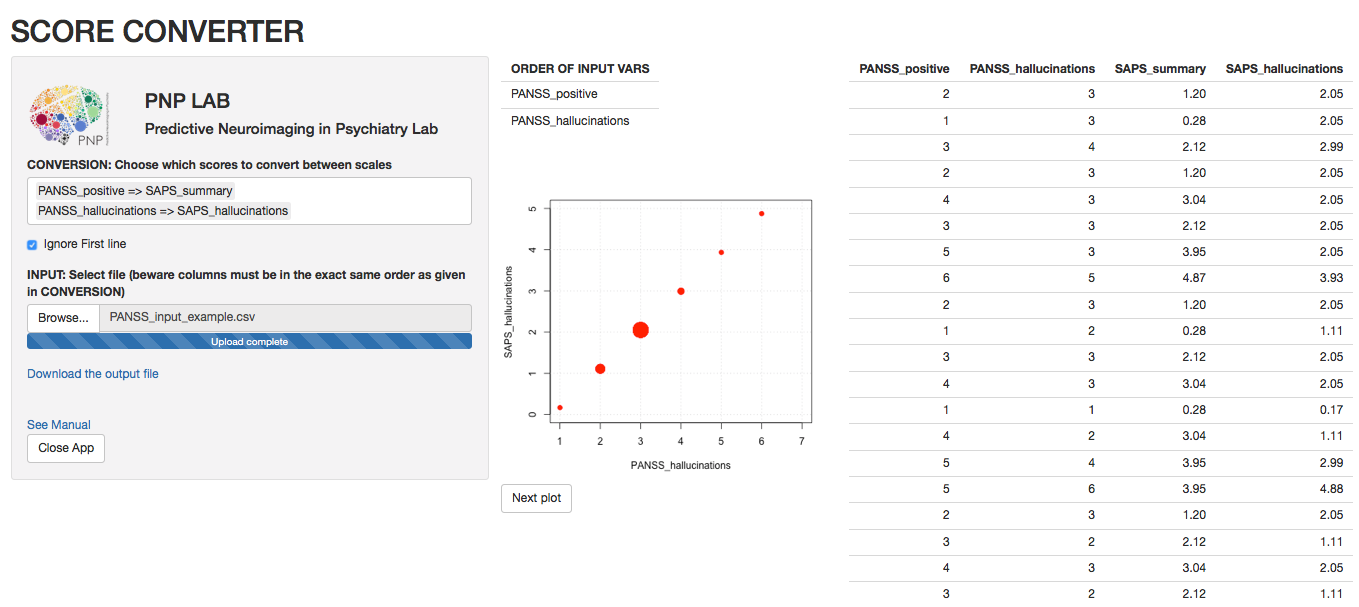 SCORE CONVERTER
PNP
PNP LAB
Predictive Neuroimaging in Psychiatry Lab
CONVERSION: Choose which scores to convert between scales
PANSS_positive => SAPS_summary
PANSS_hallucinations => SAPS_hallucinations
Ignore First line
INPUT: Select file (beware columns must be in the exact same order as given
in CONVERSION)
Browse... PANSS_input_example.csv
Upload complete
Download the output file
See Manual
Close App
ORDER OF INPUT VARS
PANSS_positive
PANSS_hallucinations
SAPS_hallucinations
5
4
3
2
1
0
1 2 3 4 5 6 7
PANSS_hallucinations
Next plot
PANSS_positive PANSS_hallucinations SAPS_summary SAPS_hallucinations
2 3 1.20 2.05
1 3 0.28 2.05
3 4 2.12 2.99
2 3 1.20 2.05
4 3 3.04 2.05
3 3 2.12 2.05
5 3 3.95 2.05
6 5 4.87 3.93
2 3 1.20 2.05
1 2 0.28 1.11
3 3 2.12 2.05
4 3 3.04 2.05
1 1 0.28 0.17
4 2 3.04 1.11
5 4 3.95 2.99
5 6 3.95 4.88
2 3 1.20 2.05
3 2 2.12 1.11
4 3 3.04 2.05
3 2 2.12 1.11